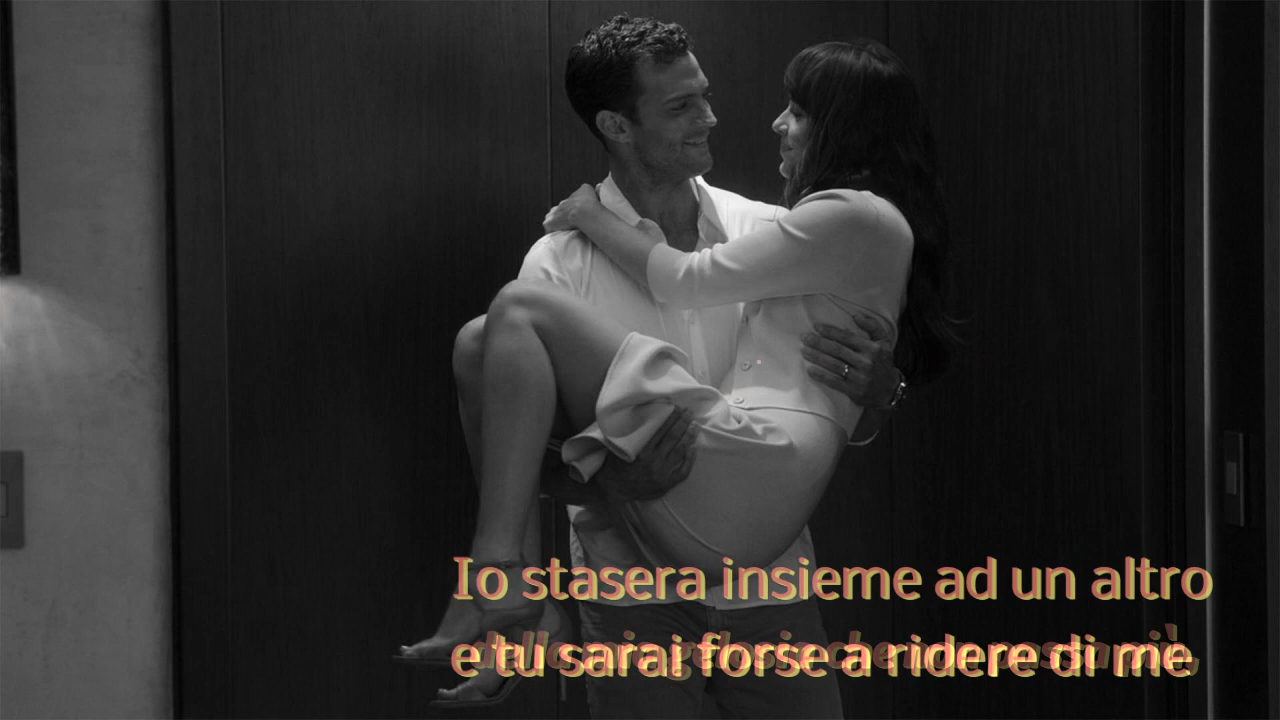 Io stasera insieme ad un altro
e tu sarai forse a ridere di me